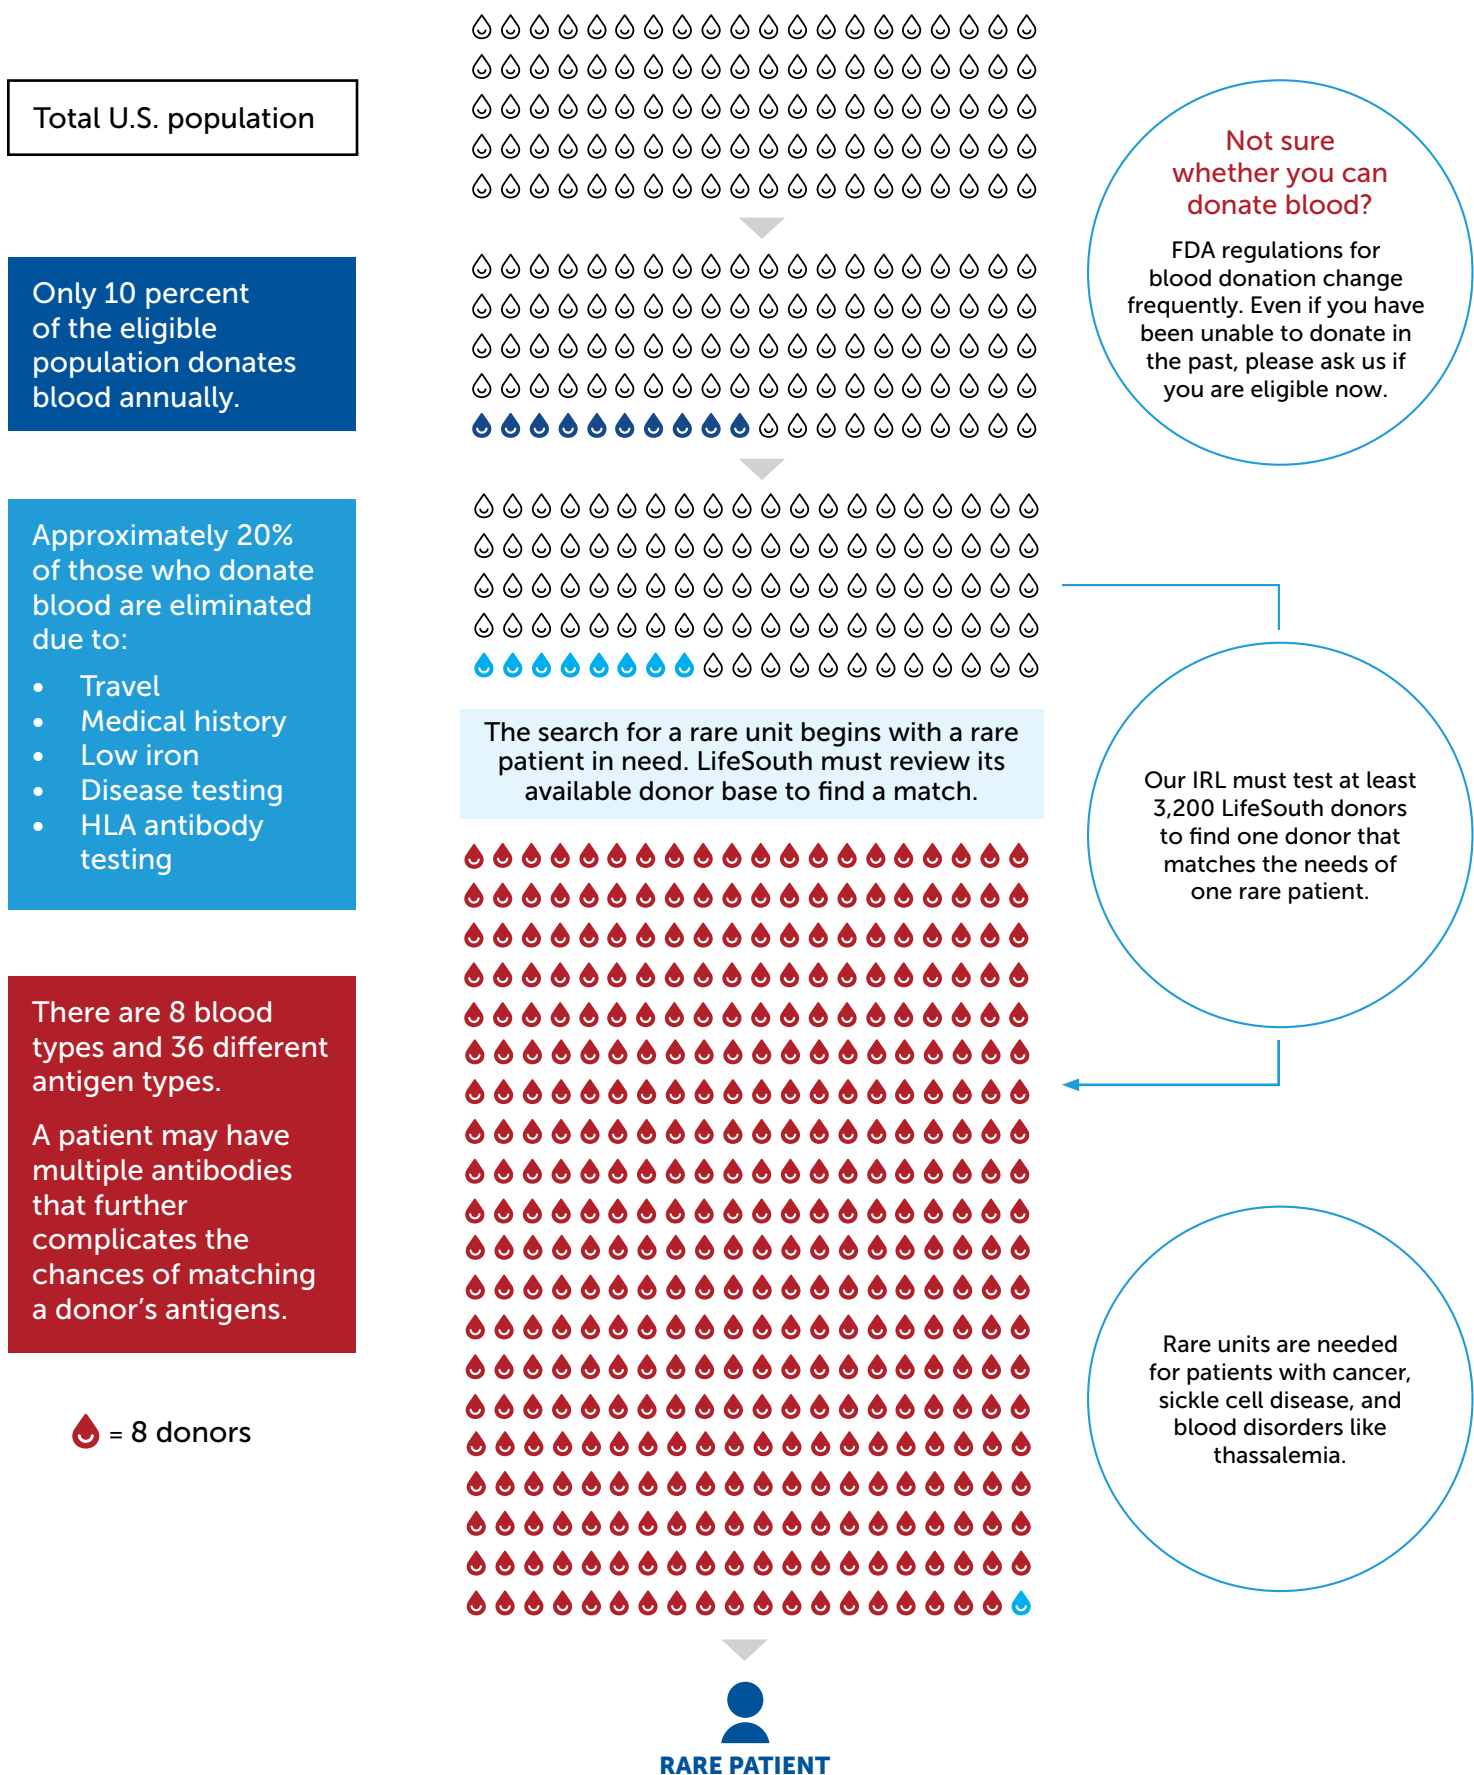 Total U.S. population
Only 10 percent
of the eligible
population donates
blood annually.
Approximately 20%
of those who donate
blood are eliminated
due to:
• Travel
• Medical history
• Low iron
• Disease testing
• HLA antibody
testing
There are 8 blood
types and 36 different
antigen types.
A patient may have
multiple antibodies
that further
complicates the
chances of matching
a donor’s antigens.
= 8 donors
The search for a rare unit begins with a rare
patient in need. LifeSouth must review its
available donor base to find a match.
RARE PATIENT
Not sure
whether you can
donate blood?
FDA regulations for
blood donation change
frequently. Even if you have
been unable to donate in
the past, please ask us if
you are eligible now.
Our IRL must test at least
3,200 LifeSouth donors
to find one donor that
matches the needs of
one rare patient.
Rare units are needed
for patients with cancer,
sickle cell disease, and
blood disorders like
thassalemia.